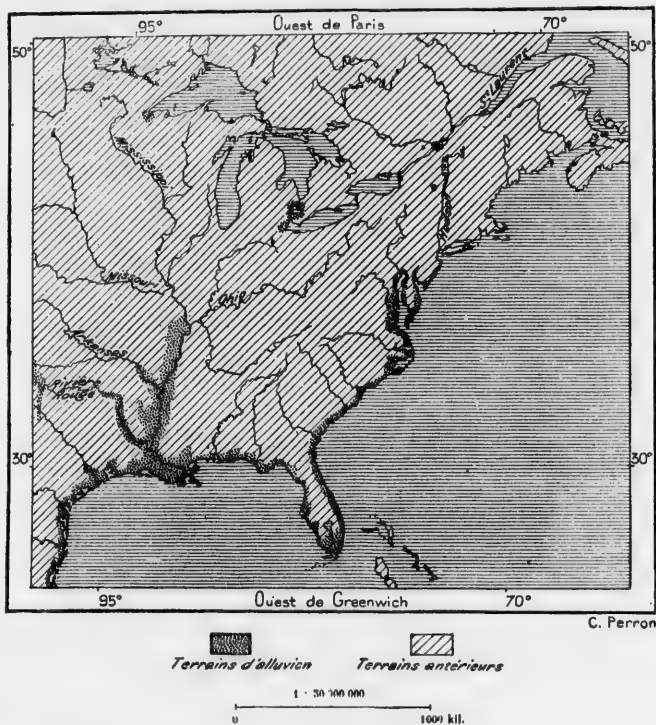 Ouest de Paris
95° 70°
50° 50°
St Laurent
Mississipi
Hudson
Missouri
Ohio
Arkansas
Rivière
Rouge
30° 30°
95° 70°
Ouest de Greenwich
C. Perron
Terrains d'alluvion Terrains antérieurs
1 : 30 000 000
0 1000 kil.